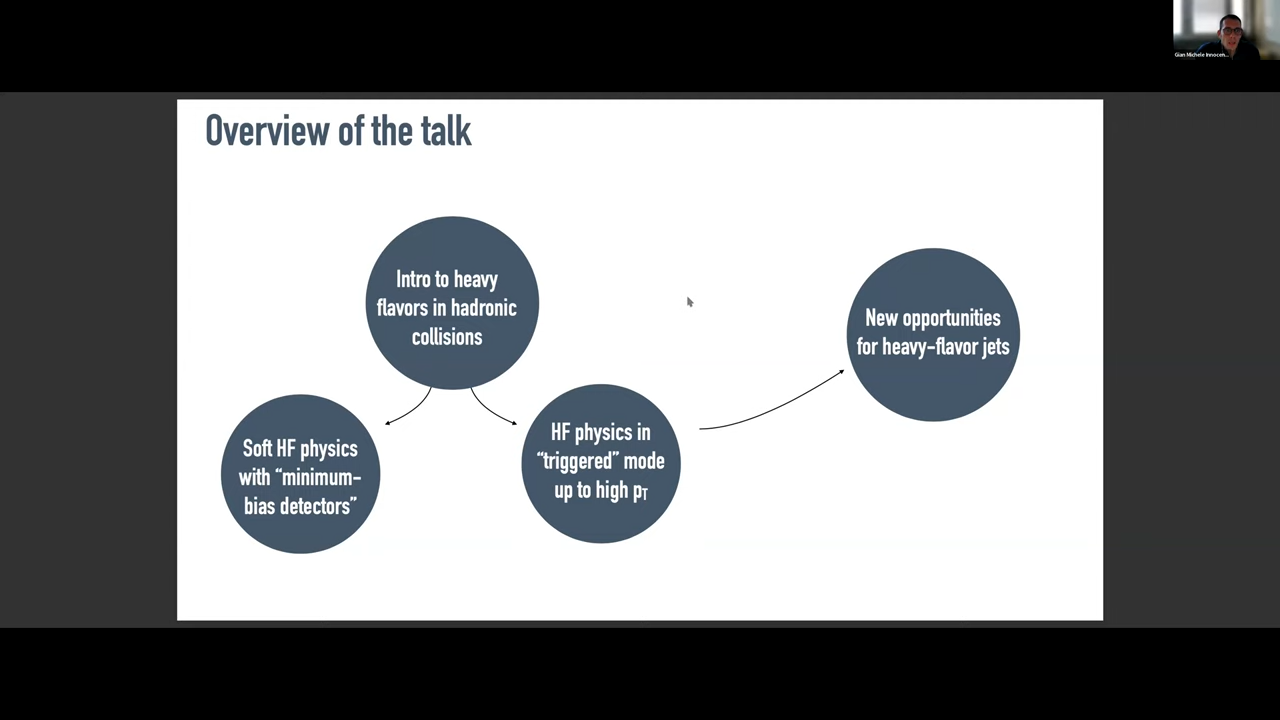 Gian Michele Innocen...
Overview of the talk
Intro to heavy
flavors in hadronic
collisions
New opportunities
for heavy-flavor jets
Soft HF physics
with “minimum-
bias detectors”
HF physics in
“triggered” mode
up to high pT